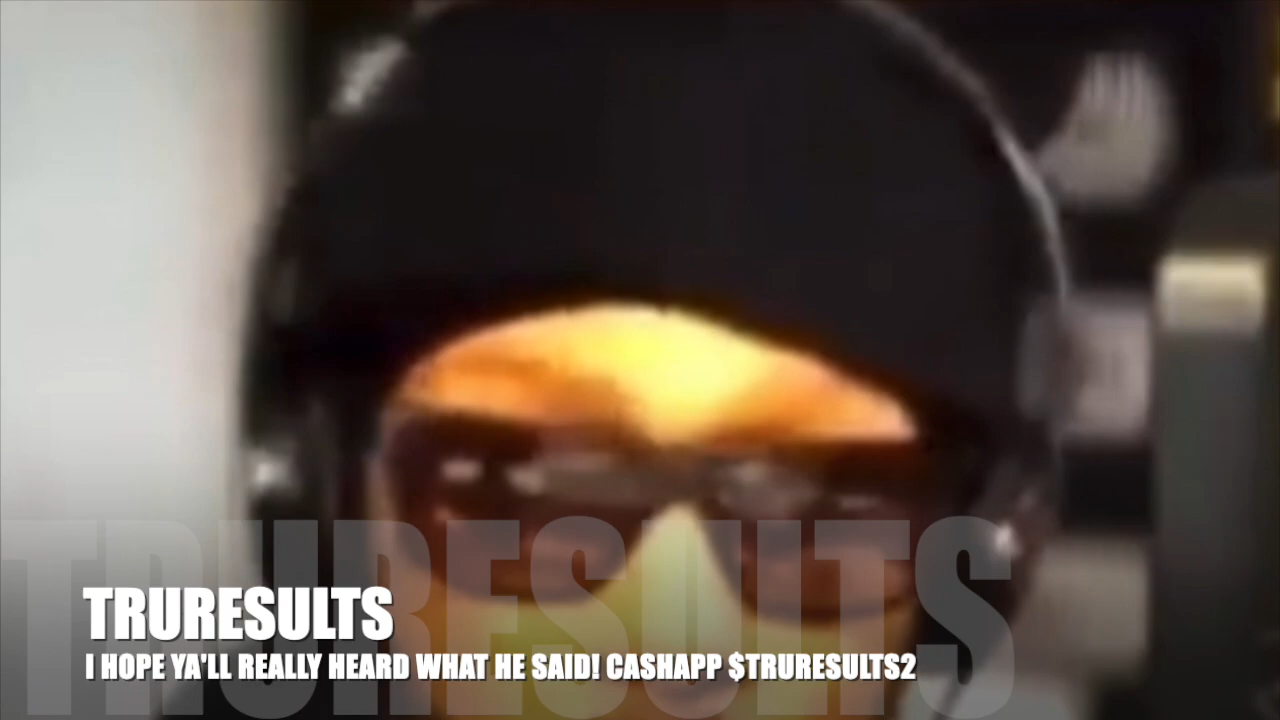 TRURESULTS
TRURESULTS
I HOPE YA'LL REALLY HEARD WHAT HE SAID! CASHAPP $TRURESULTS2